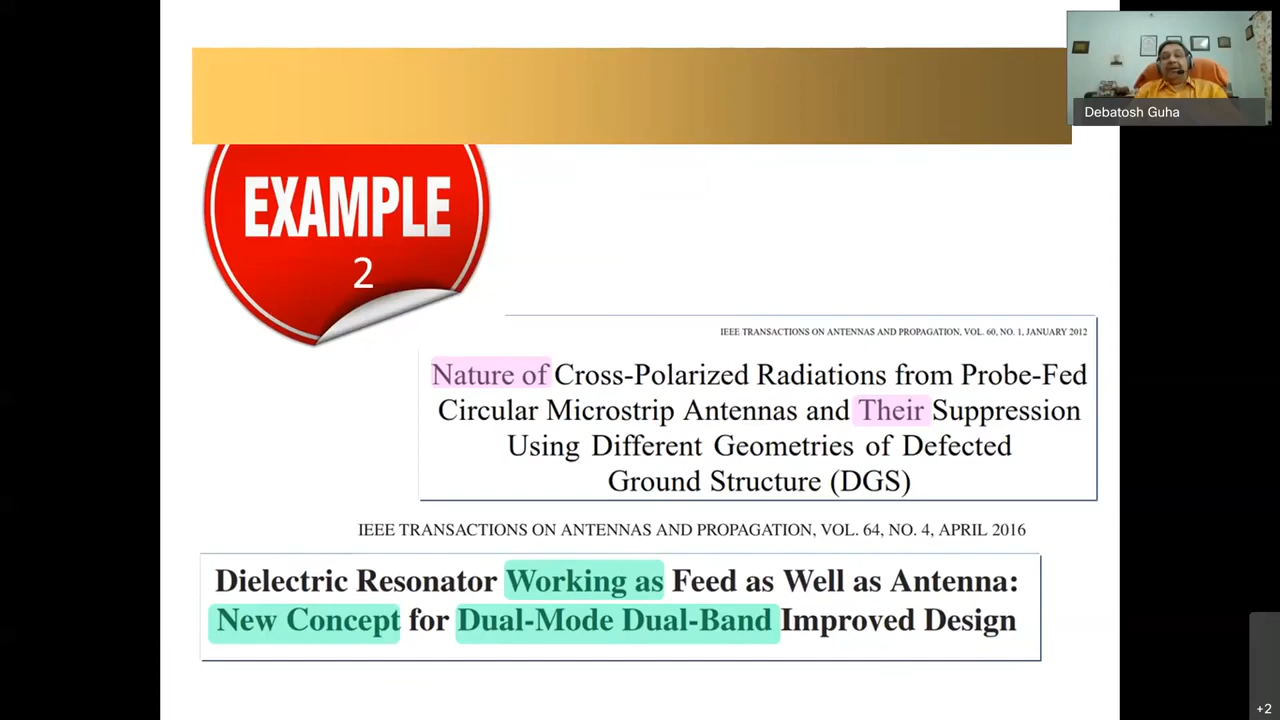 Debatosh Guha
EXAMPLE
2
IEEE TRANSACTIONS ON ANTENNAS AND PROPAGATION, VOL. 60, NO. 1, JANUARY 2012
Nature of Cross-Polarized Radiations from Probe-Fed
Circular Microstrip Antennas and Their Suppression
Using Different Geometries of Defected
Ground Structure (DGS)
IEEE TRANSACTIONS ON ANTENNAS AND PROPAGATION, VOL. 64, NO. 4, APRIL 2016
Dielectric Resonator Working as Feed as Well as Antenna:
New Concept for Dual-Mode Dual-Band Improved Design
+2